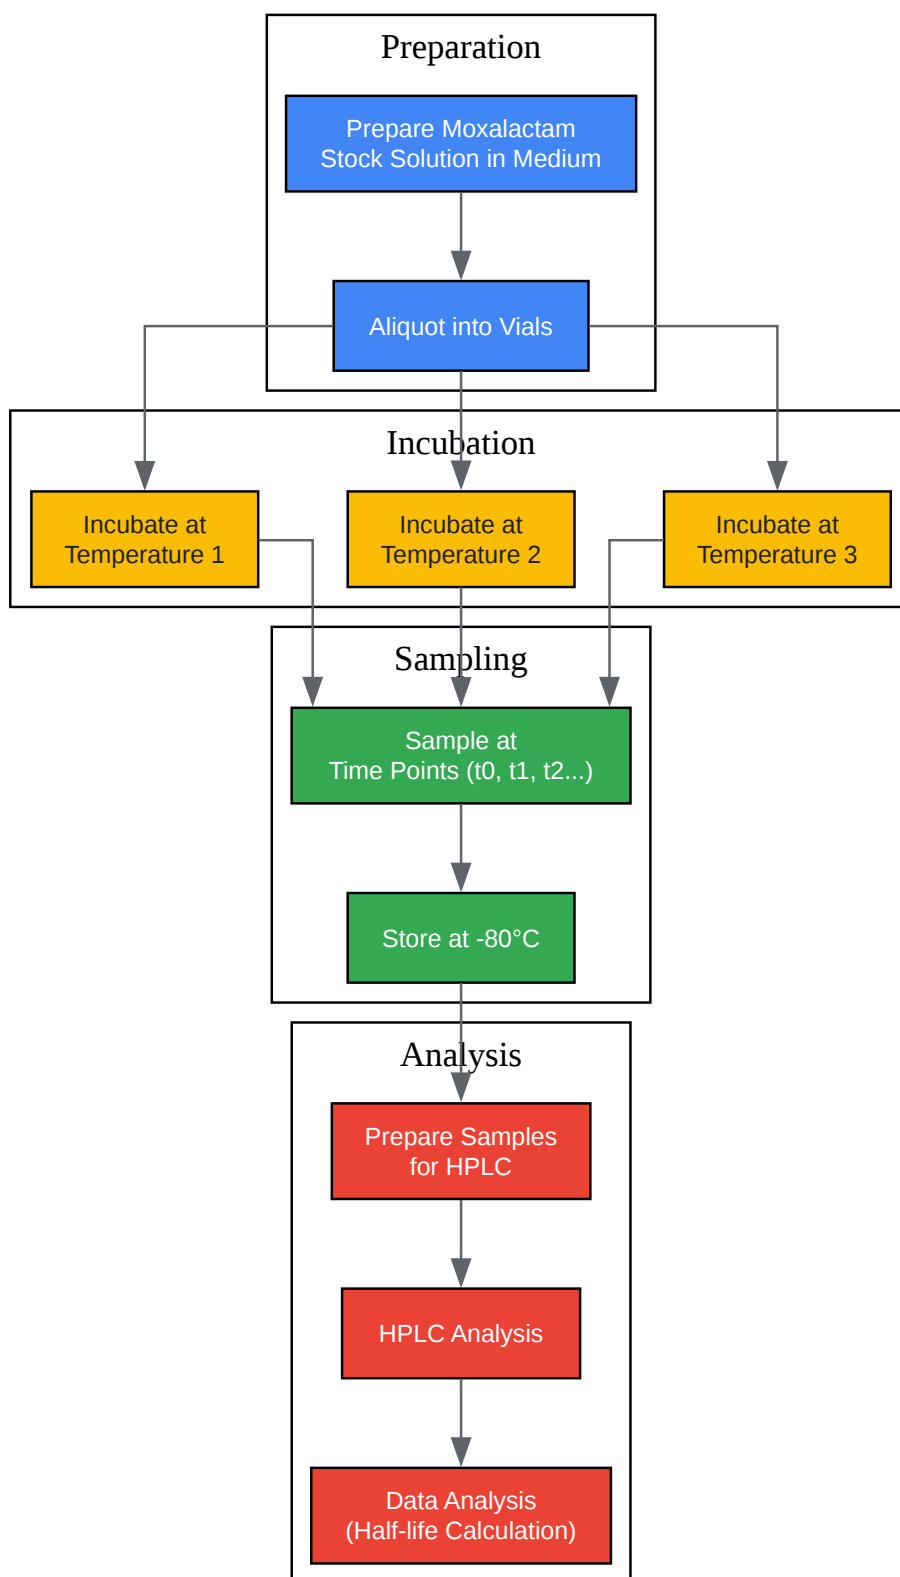 Preparation
Prepare Moxalactam
Stock Solution in Medium
Aliquot into Vials
Incubation
Incubate at
Temperature 1
Incubate at
Temperature 2
Incubate at
Temperature 3
Sampling
Sample at
Time Points (t0, t1, t2...)
Store at -80°C
Analysis
Prepare Samples
for HPLC
HPLC Analysis
Data Analysis
(Half-life Calculation)